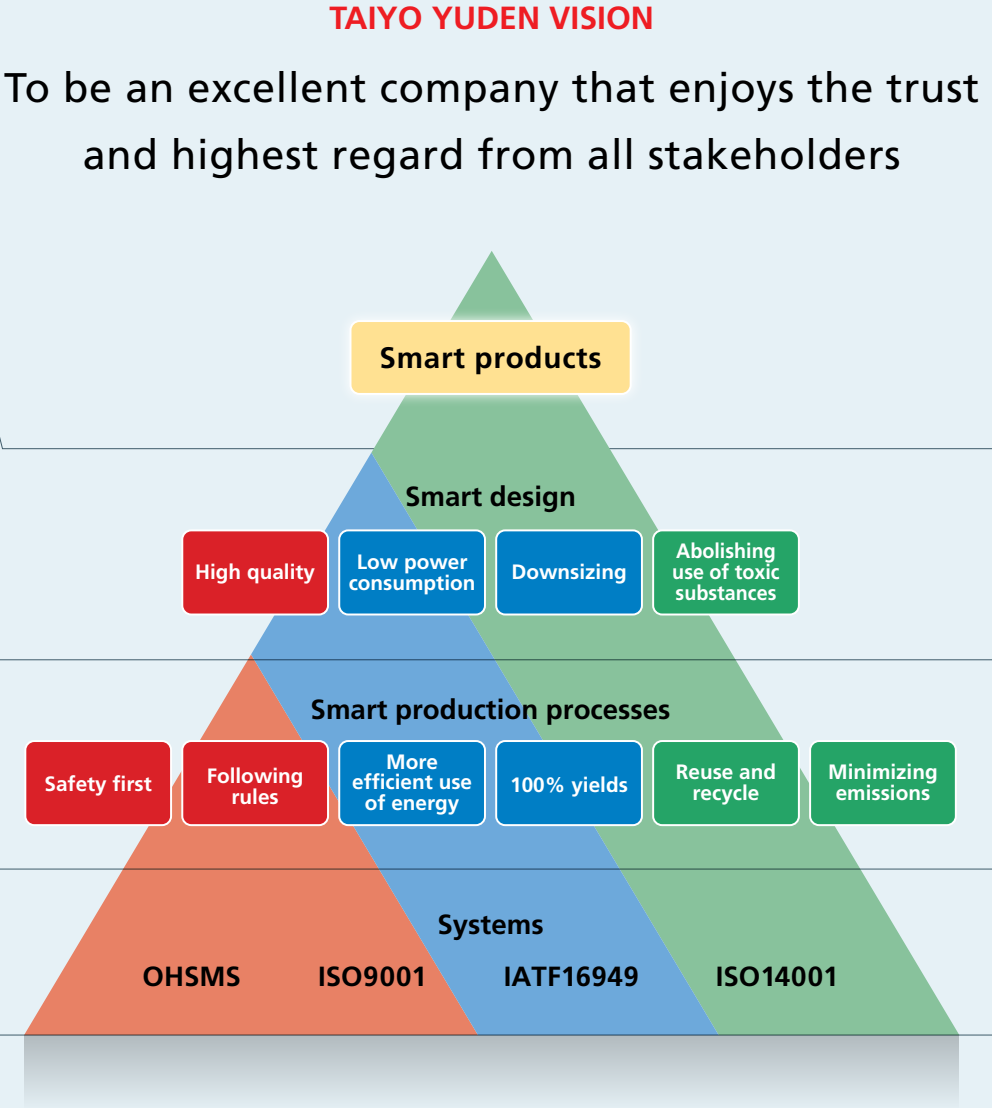 TAIYO YUDEN VISION
To be an excellent company that enjoys the trust
and highest regard from all stakeholders
Smart products
Smart design
High quality
Low power
consumption
Downsizing
Abolishing
use of toxic
substances
Smart production processes
Safety first
Following
rules
More
efficient use
of energy
100% yields
Reuse and
recycle
Minimizing
emissions
Systems
OHSMS
ISO9001
IATF16949
ISO14001